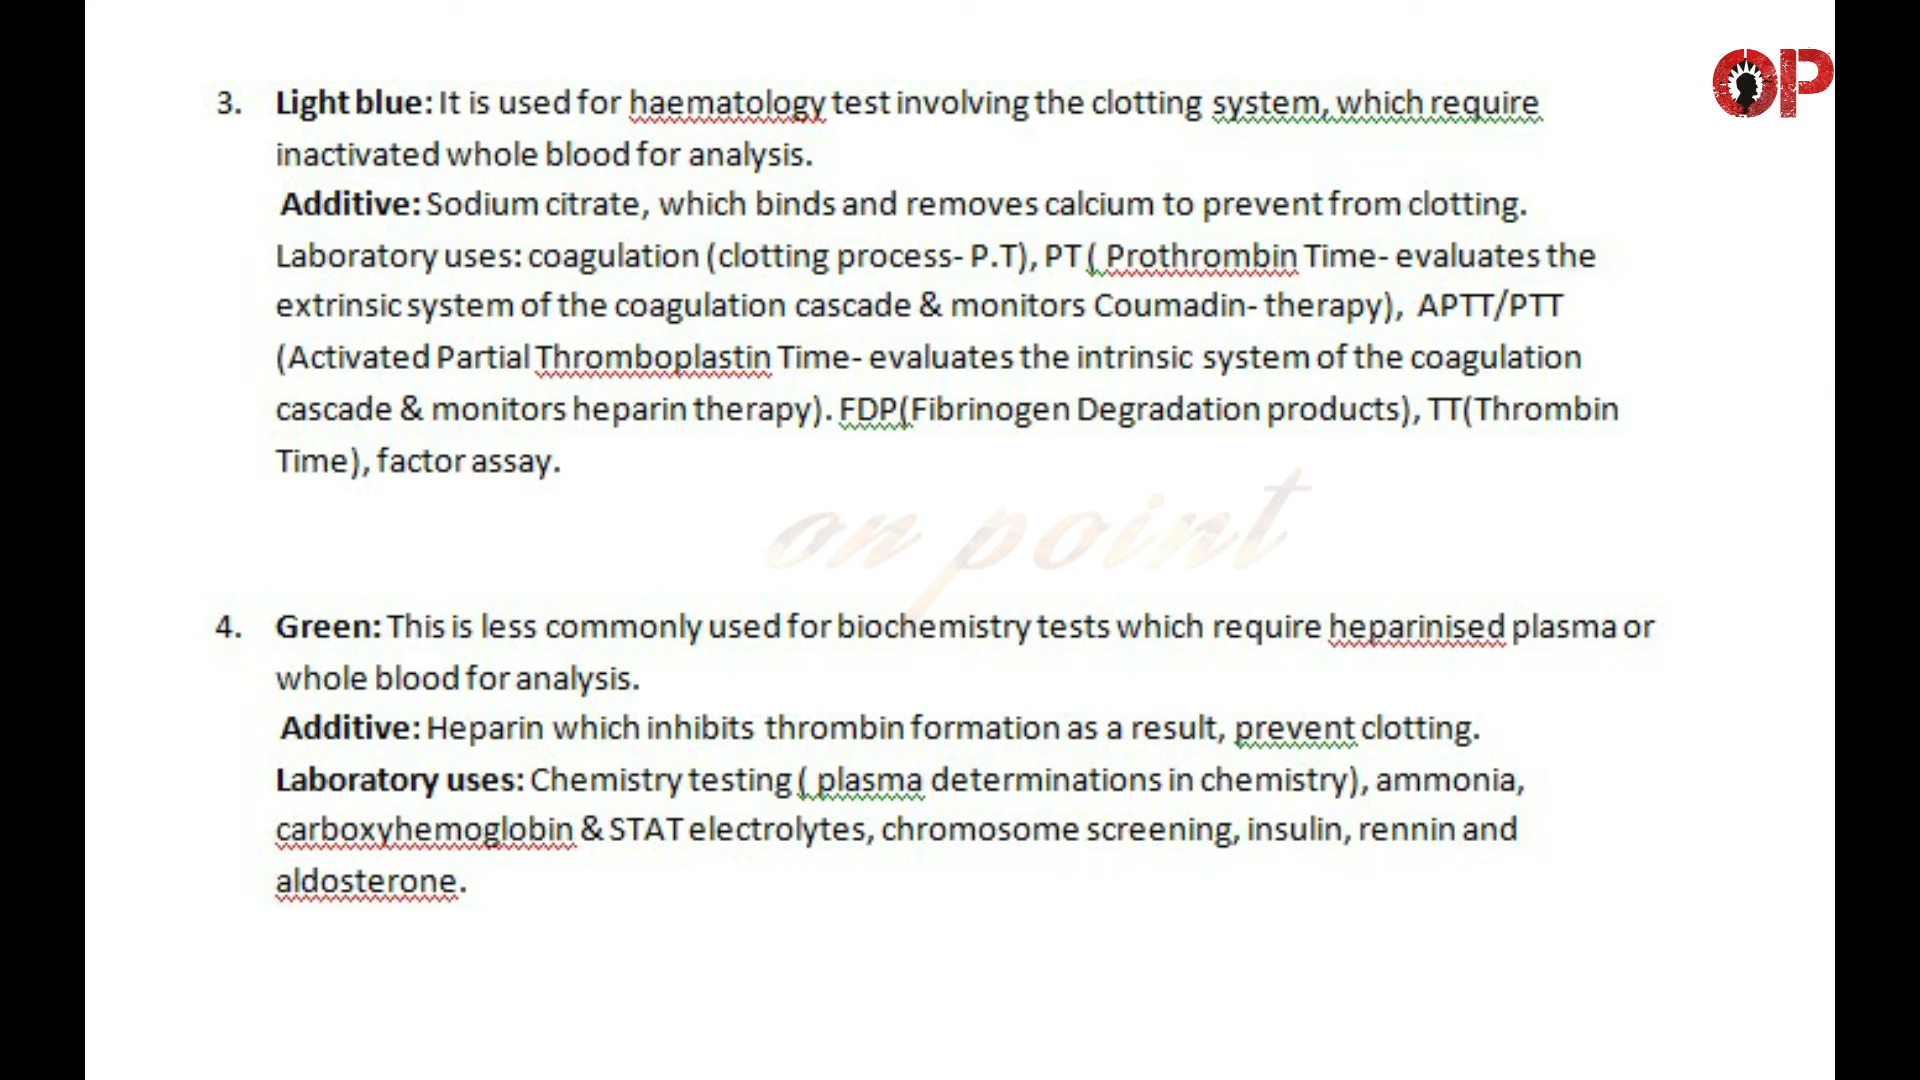 OP
3. Light blue: It is used for haematology test involving the clotting system, which require
inactivated whole blood for analysis.
Additive: Sodium citrate, which binds and removes calcium to prevent from clotting.
Laboratory uses: coagulation (clotting process- P.T), PT ( Prothrombin Time- evaluates the
extrinsic system of the coagulation cascade & monitors Coumadin- therapy), APTT/PTT
(Activated Partial Thromboplastin Time- evaluates the intrinsic system of the coagulation
cascade & monitors heparin therapy). FDP(Fibrinogen Degradation products), TT(Thrombin
Time), factor assay.
on point
4. Green: This is less commonly used for biochemistry tests which require heparinised plasma or
whole blood for analysis.
Additive: Heparin which inhibits thrombin formation as a result, prevent clotting.
Laboratory uses: Chemistry testing ( plasma determinations in chemistry), ammonia,
carboxyhemoglobin & STAT electrolytes, chromosome screening, insulin, rennin and
aldosterone.